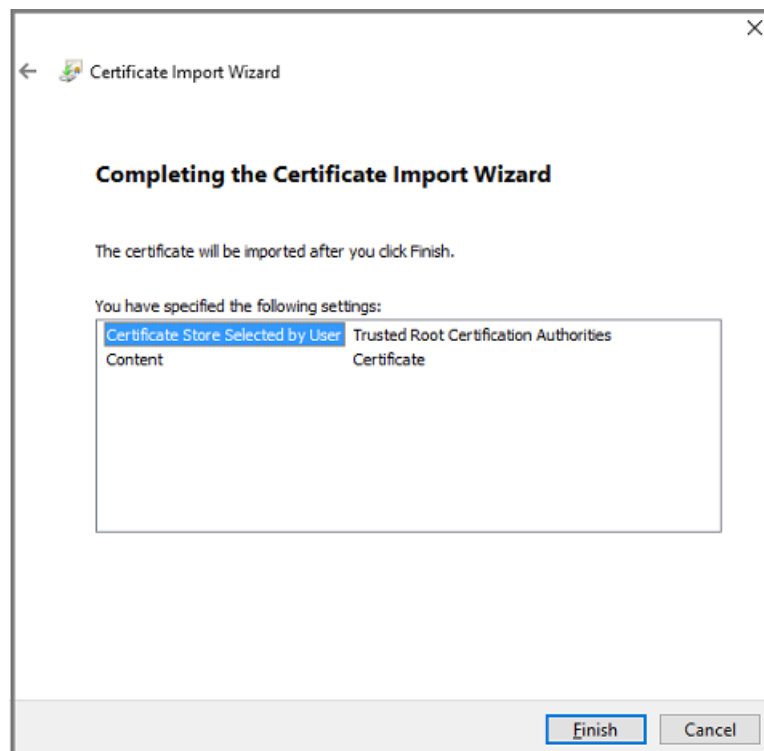 Certificate Import Wizard
Completing the Certificate Import Wizard
The certificate will be imported after you click Finish.
You have specified the following settings:
Certificate Store Selected by User Trusted Root Certification Authorities
Content Certificate
Finish Cancel